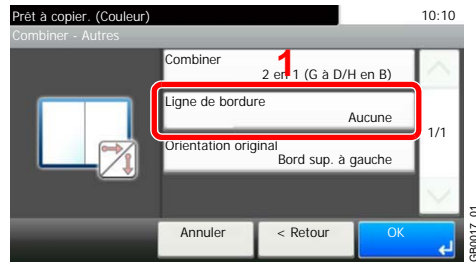 Prêt à copier. (Couleur)
10:10
Combiner - Autres
Combiner
2 en 1 (G à D/H en B)
1
Ligne de bordure
Aucune
1/1
Orientation original
Bord sup. à gauche
Annuler
< Retour
OK
GB0017_01